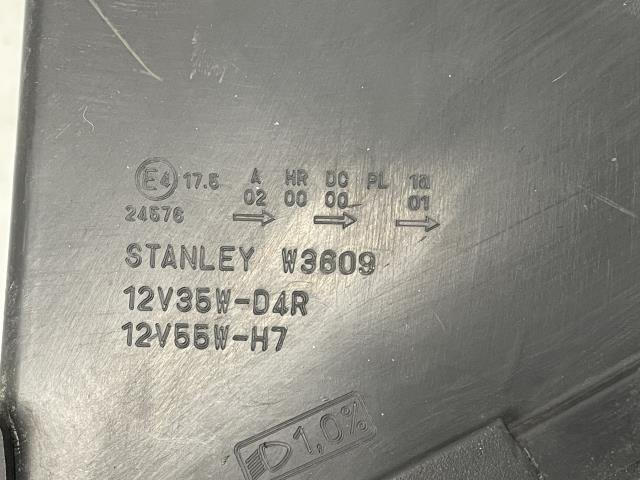 E4 17.5 A HR DC PL 1a
02 00 00 01
24576
STANLEY W3609
12V35W-D4R
12V55W-H7
1,0%